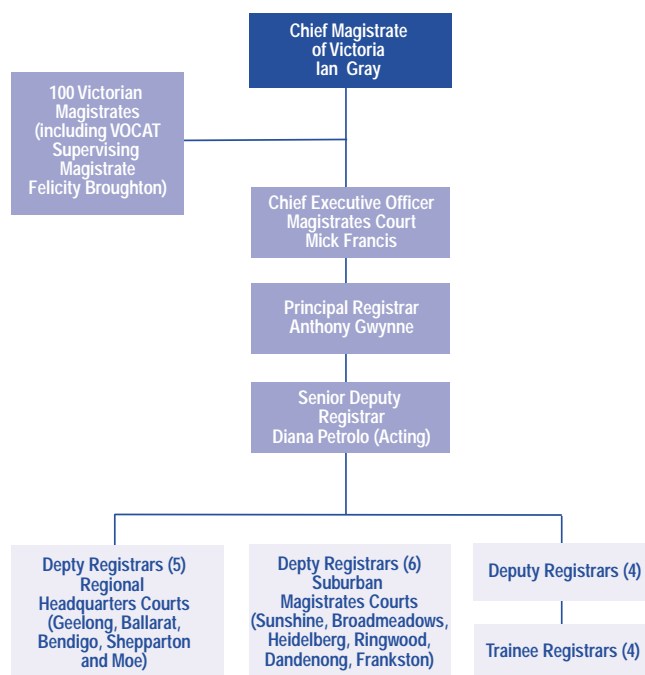 Chief Magistrate
of Victoria
Ian Gray
100 Victorian
Magistrates
(including VOCAT
Supervising
Magistrate
Felicity Broughton)
Chief Executive Officer
Magistrates Court
Mick Francis
Principal Registrar
Anthony Gwynne
Senior Deputy
Registrar
Diana Petrolo (Acting)
Depty Registrars (5)
Regional
Headquarters Courts
(Geelong, Ballarat,
Bendigo, Shepparton
and Moe)
Depty Registrars (6)
Suburban
Magistrates Courts
(Sunshine, Broadmeadows,
Heidelberg, Ringwood,
Dandenong, Frankston)
Deputy Registrars (4)
Trainee Registrars (4)